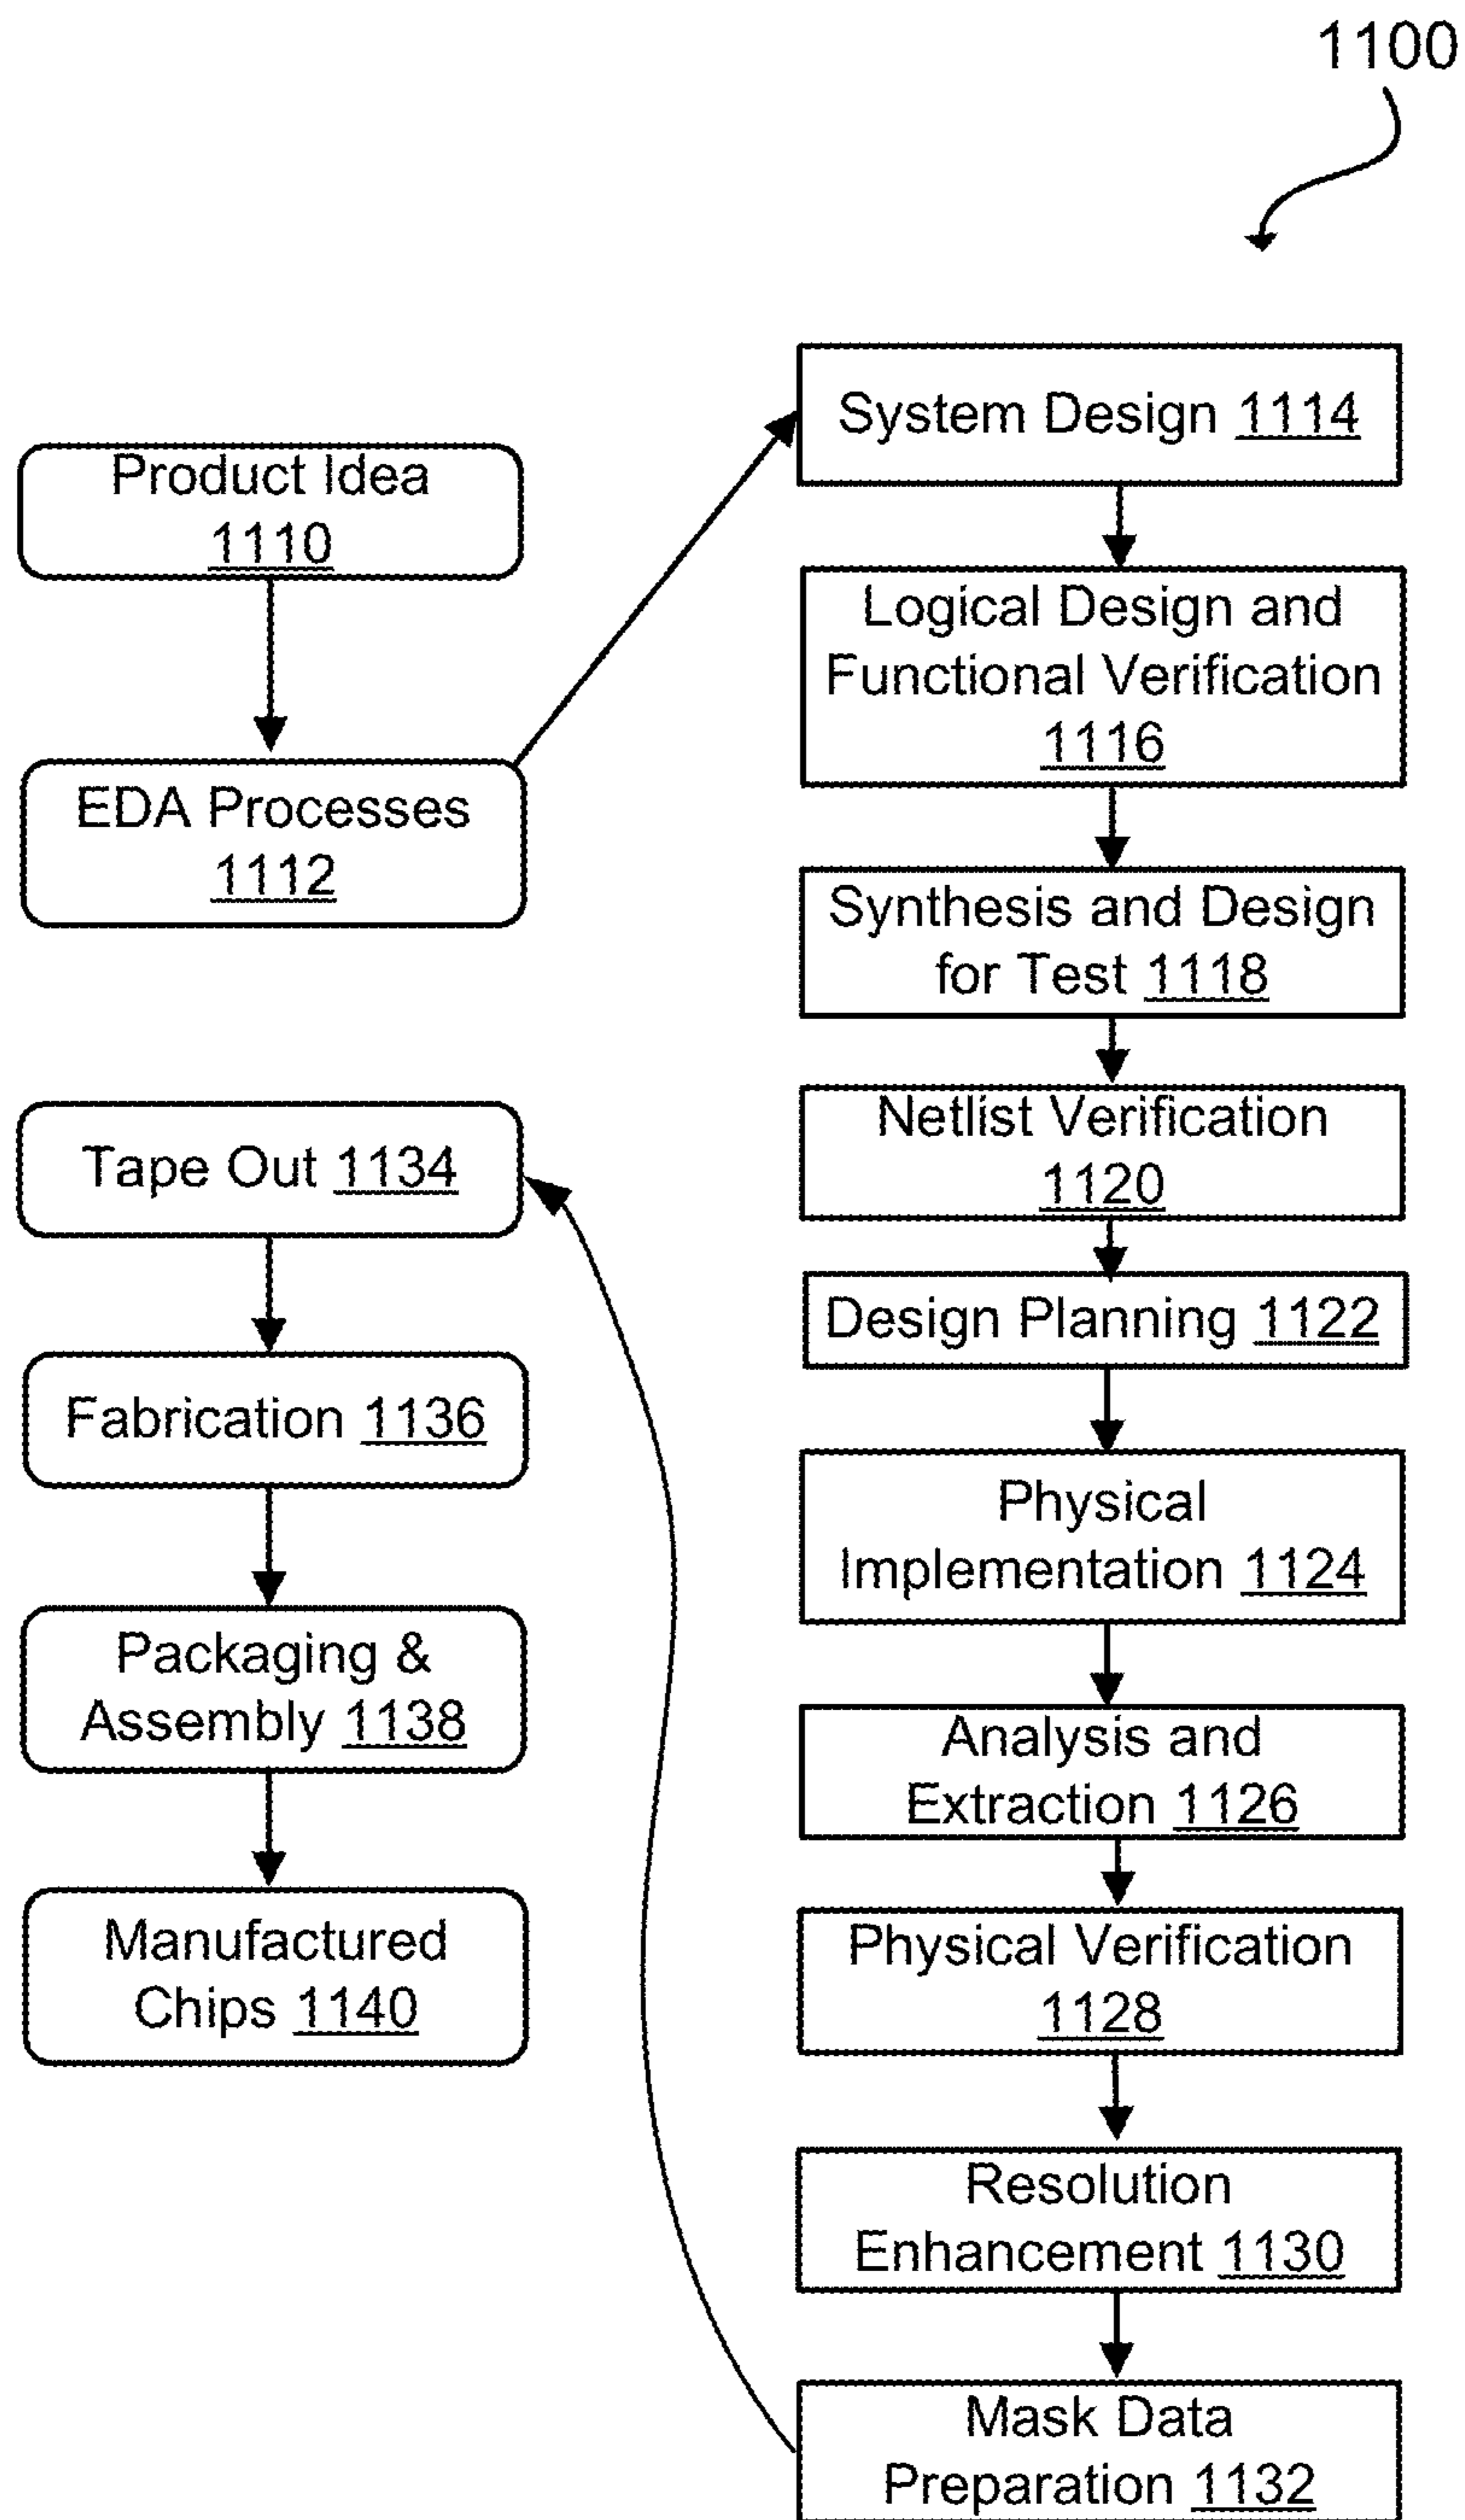 1100
Product Idea
1110
EDA Processes
1112
System Design 1114
Logical Design and
Functional Verification
1116
Synthesis and Design
for Test 1118
Netlist Verification
1120
Design Planning 1122
Physical
Implementation 1124
Analysis and
Extraction 1126
Physical Verification
1128
Resolution
Enhancement 1130
Mask Data
Preparation 1132
Tape Out 1134
Fabrication 1136
Packaging &
Assembly 1138
Manufactured
Chips 1140